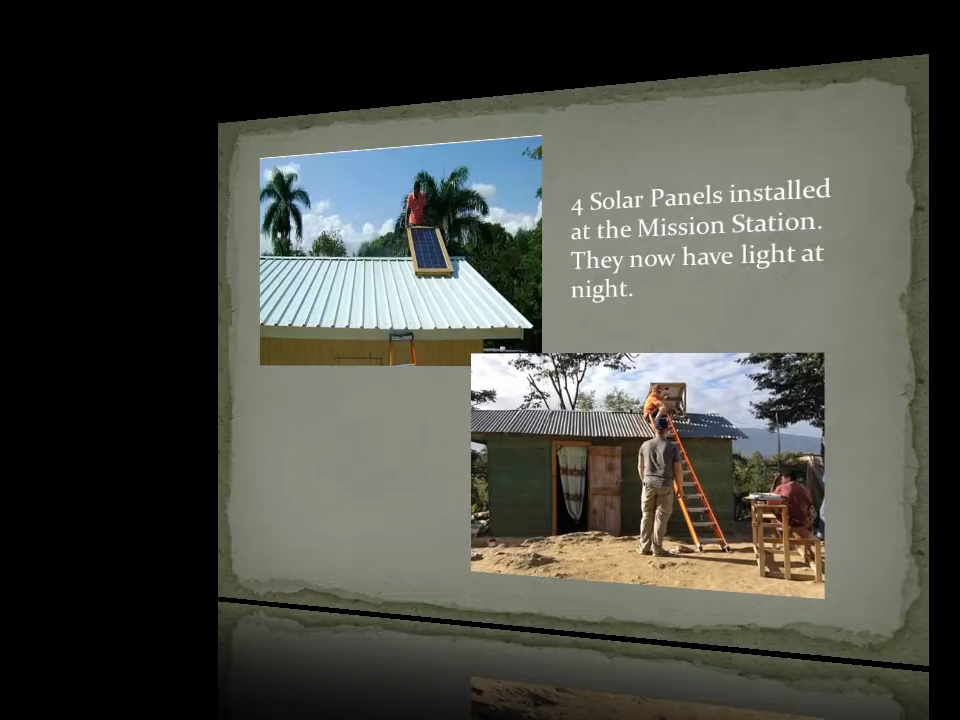 4 Solar Panels installed
at the Mission Station.
They now have light at
night.